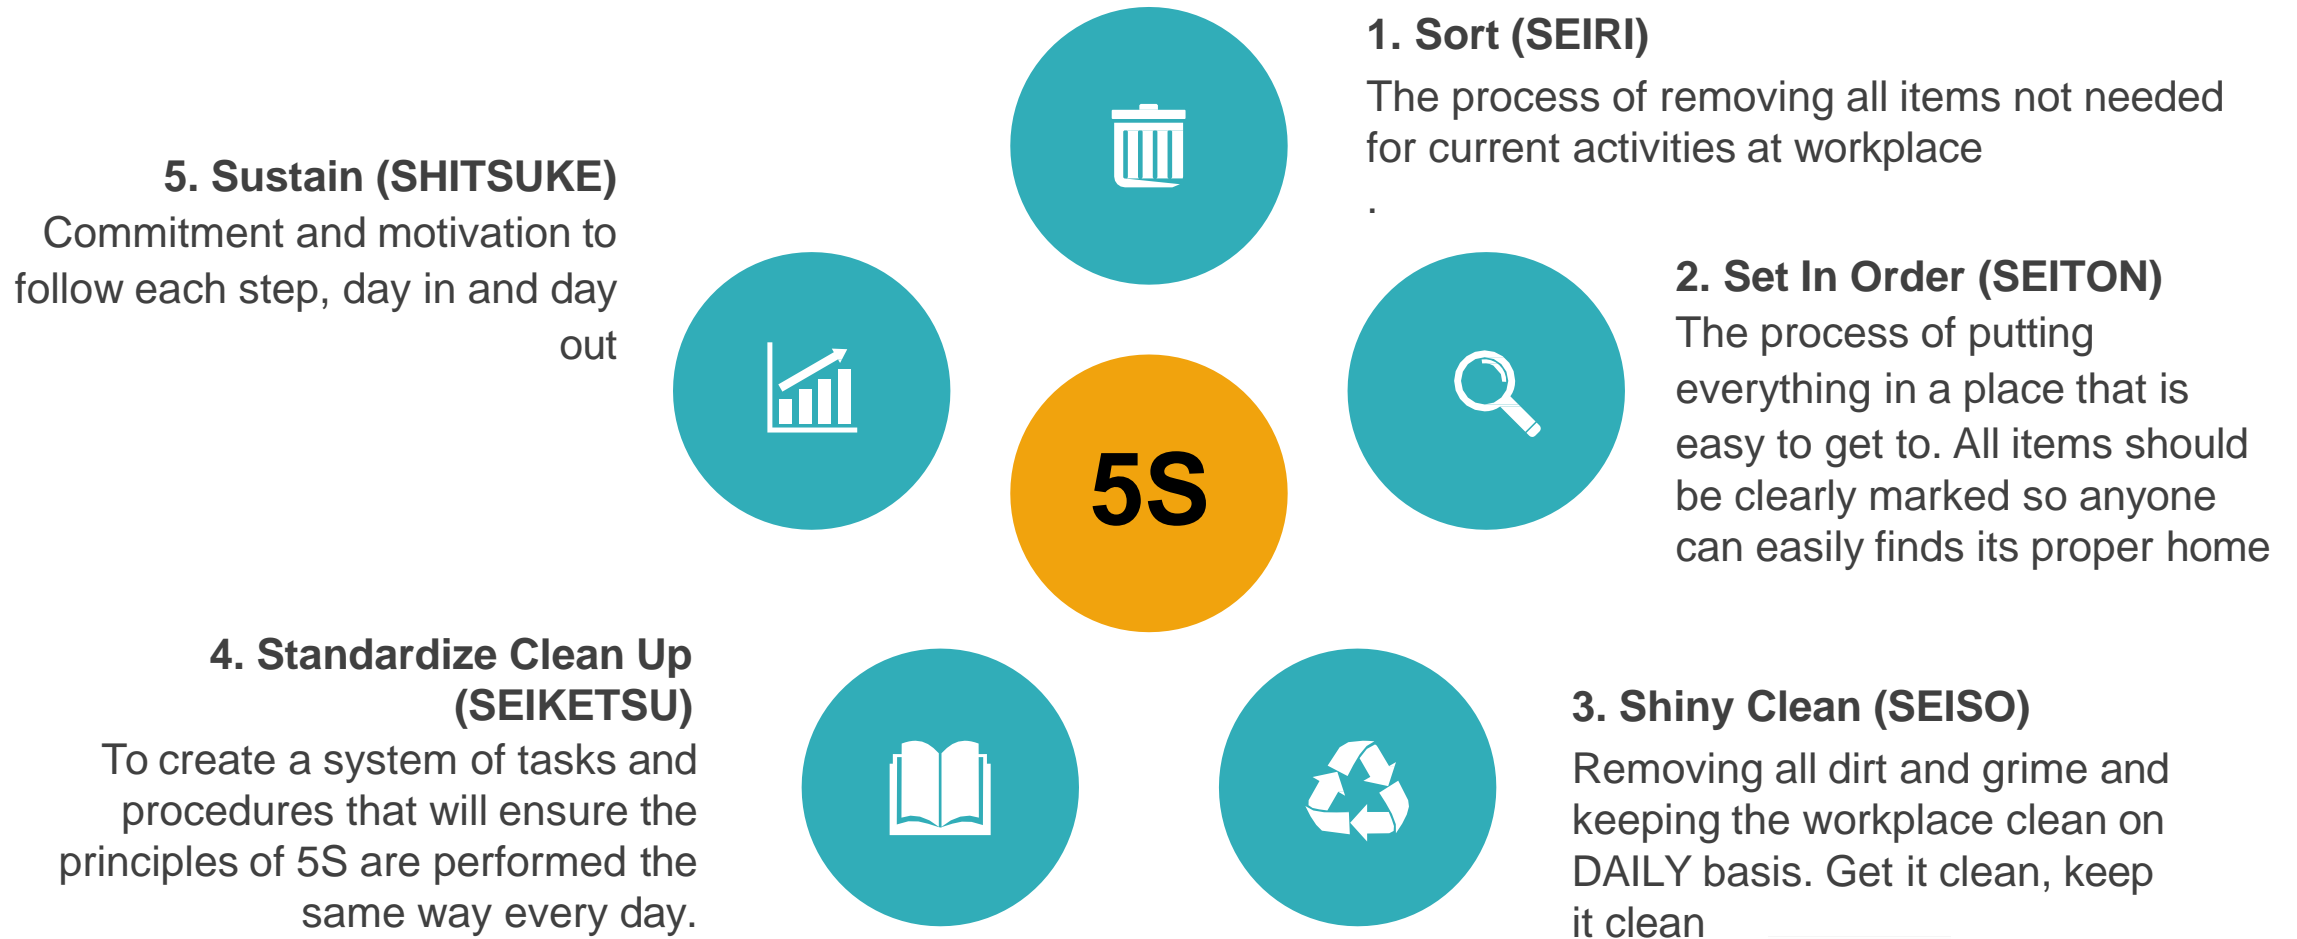 1. Sort (SEIRI)
The process of removing all items not needed
for current activities at workplace
.
2. Set In Order (SEITON)
The process of putting
everything in a place that is
easy to get to. All items should
be clearly marked so anyone
can easily finds its proper home
3. Shiny Clean (SEISO)
Removing all dirt and grime and
keeping the workplace clean on
DAILY basis. Get it clean, keep
it clean
4. Standardize Clean Up
(SEIKETSU)
To create a system of tasks and
procedures that will ensure the
principles of 5S are performed the
same way every day.
5. Sustain (SHITSUKE)
Commitment and motivation to
follow each step, day in and day
out
5S